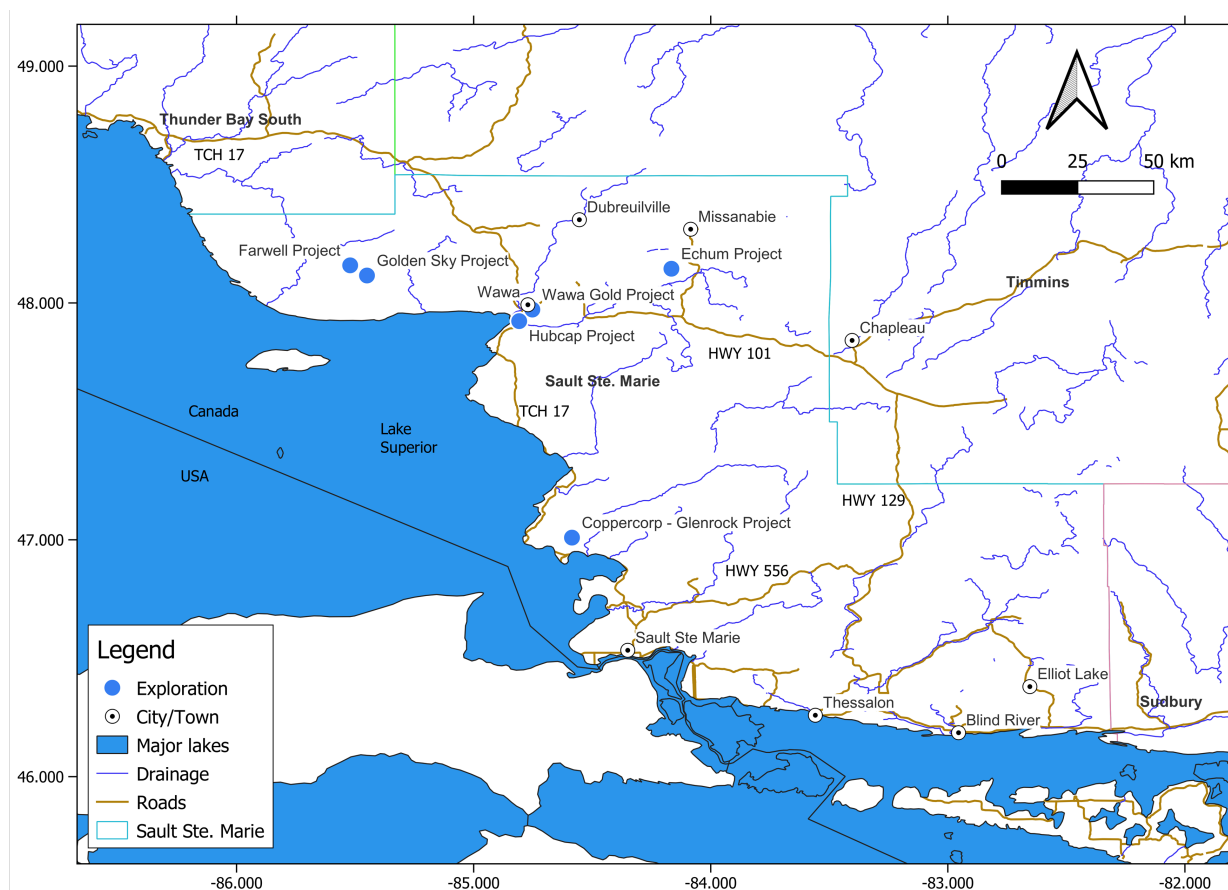 49.000
48.000
47.000
46.000
-86.000
-85.000
-84.000
-83.000
-82.000
0 25 50 km
Thunder Bay South
TCH 17
Dubreuilville
Missanabie
Farwell Project
Golden Sky Project
Echum Project
Timmins
Wawa
Wawa Gold Project
Hubcap Project
Chapleau
HWY 101
Sault Ste. Marie
TCH 17
Canada
Lake
Superior
USA
HWY 129
Coppercorp - Glenrock Project
HWY 556
Sault Ste Marie
Elliot Lake
Thessalon
Blind River
Sudbury
Legend
Exploration
City/Town
Major lakes
Drainage
Roads
Sault Ste. Marie